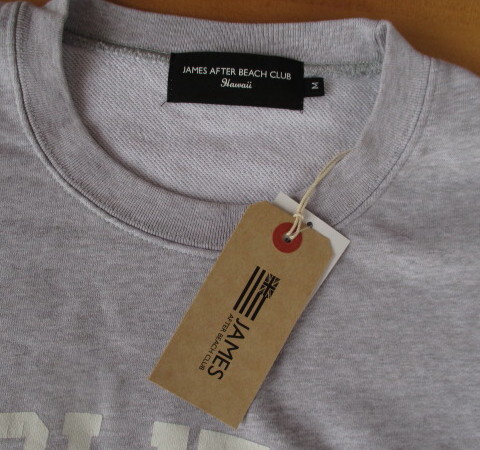 JAMES AFTER BEACH CLUB
Hawaii
M
JAMES
AFTER BEACH CLUB